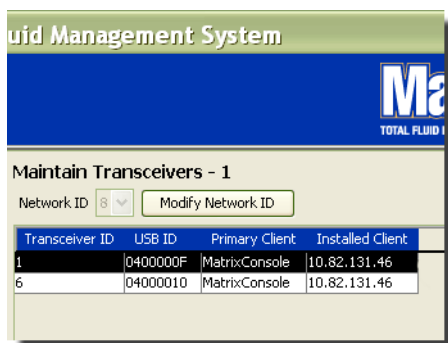 uid Management System
Ma
TOTAL FLUID
Maintain Transceivers - 1
Network ID 8 Modify Network ID
Transceiver ID USB ID Primary Client Installed Client
1 0400000F MatrixConsole 10.82.131.46
6 04000010 MatrixConsole 10.82.131.46